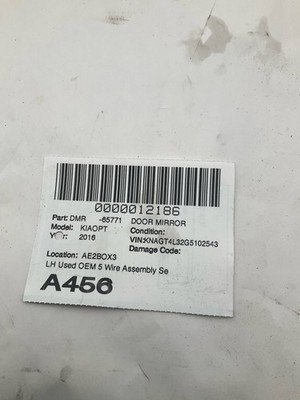 0000012186
Part: DMR -65771 DOOR MIRROR
Model: KIAOPT Condition:
Year: 2016 VIN:KNAGT4L32G5102543
Damage Code:
Location: AE2BOX3
LH Used OEM 5 Wire Assembly Se
A456